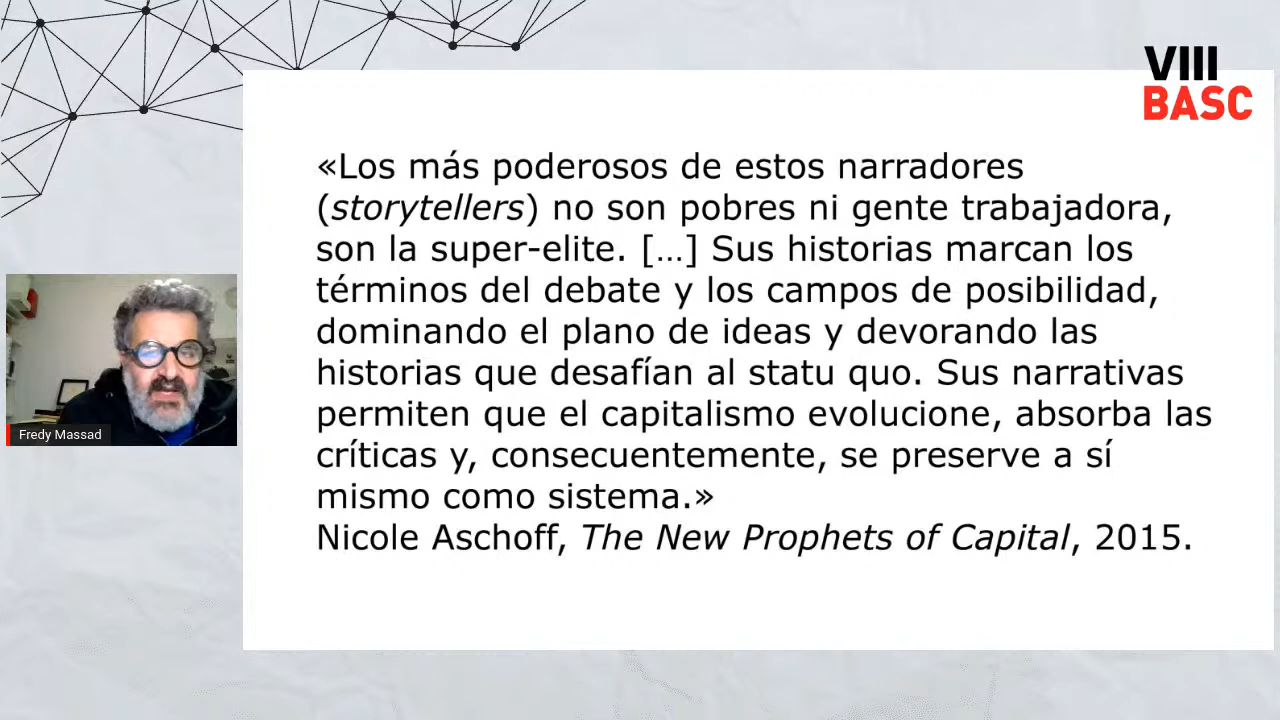 VIII
BASC
«Los más poderosos de estos narradores
(storytellers) no son pobres ni gente trabajadora,
son la super-elite. […] Sus historias marcan los
términos del debate y los campos de posibilidad,
dominando el plano de ideas y devorando las
historias que desafían al statu quo. Sus narrativas
permiten que el capitalismo evolucione, absorba las
críticas y, consecuentemente, se preserve a sí
mismo como sistema.»
Nicole Aschoff, The New Prophets of Capital, 2015.
Fredy Massad